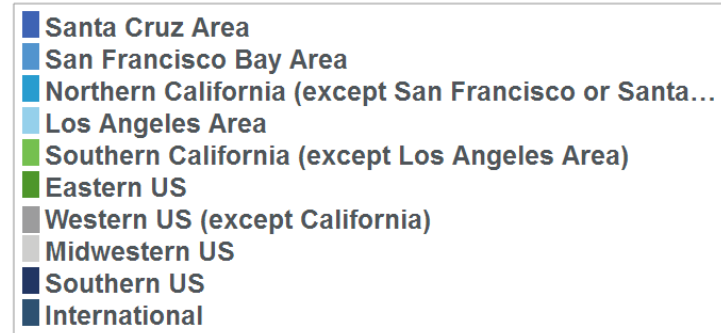 Santa Cruz Area
San Francisco Bay Area
Northern California (except San Francisco or Santa...
Los Angeles Area
Southern California (except Los Angeles Area)
Eastern US
Western US (except California)
Midwestern US
Southern US
International